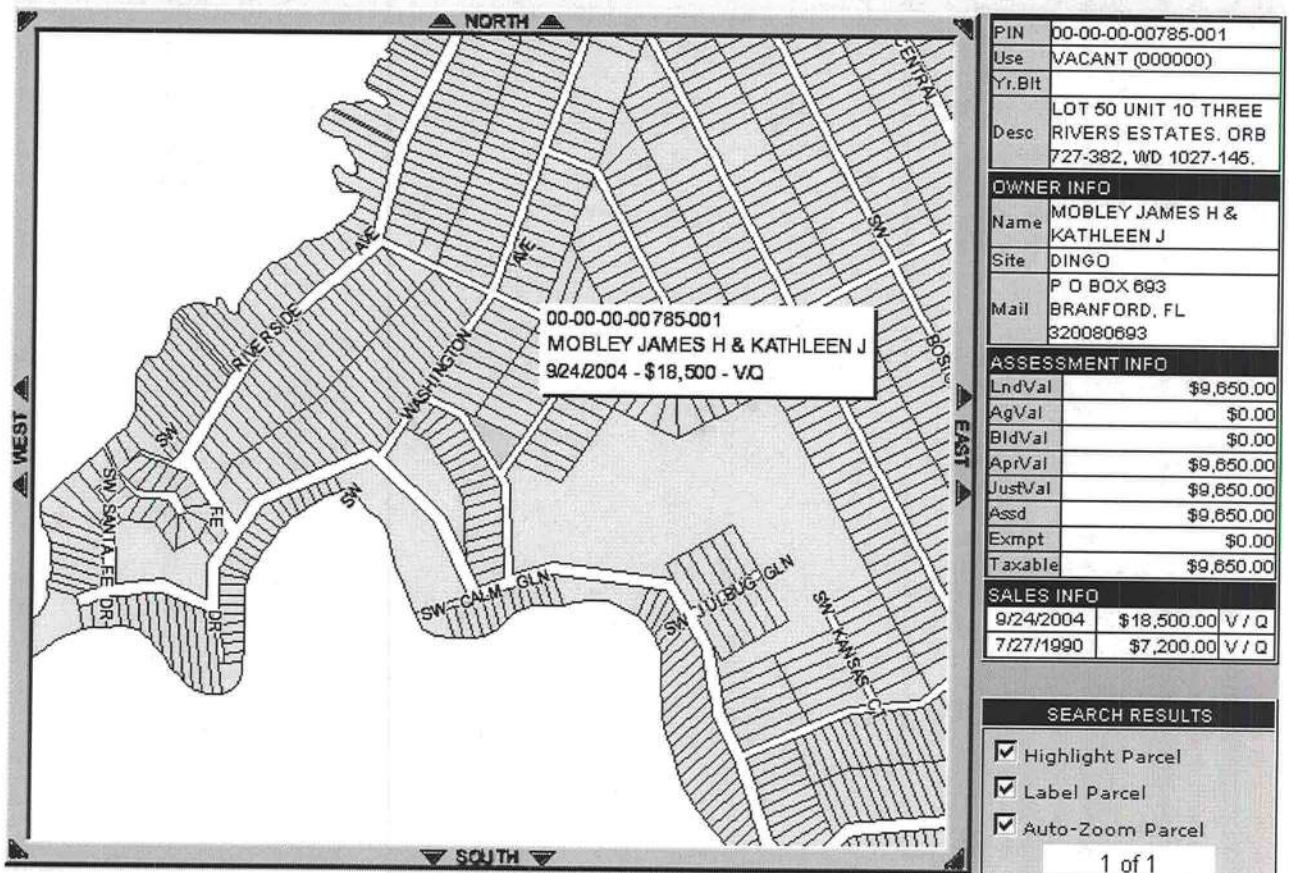 NORTH
CENTRAL
SW
AVE
AVE
RIVERSIDE
WASHINGTON
00-00-00-00785-001
MOBLEY JAMES H & KATHLEEN J
9/24/2004 - $18,500 - V/Q
WEST
EAST
SW
SW SANTA FE DR
FE
DR
SW
SW CALM GLN
SW JULBUG GLN
SW KANSAS
SOUTH
PIN 00-00-00-00785-001
Use VACANT (000000)
Yr.Blt
Desc LOT 50 UNIT 10 THREE
RIVERS ESTATES. ORB
727-382, WD 1027-145.
OWNER INFO
Name MOBLEY JAMES H &
KATHLEEN J
Site DINGO
Mail P O BOX 693
BRANFORD, FL
320080693
ASSESSMENT INFO
LndVal $9,650.00
AgVal $0.00
BldVal $0.00
AprVal $9,650.00
JustVal $9,650.00
Assd $9,650.00
Exmpt $0.00
Taxable $9,650.00
SALES INFO
9/24/2004 $18,500.00 V / Q
7/27/1990 $7,200.00 V / Q
SEARCH RESULTS
Highlight Parcel
Label Parcel
Auto-Zoom Parcel
1 of 1